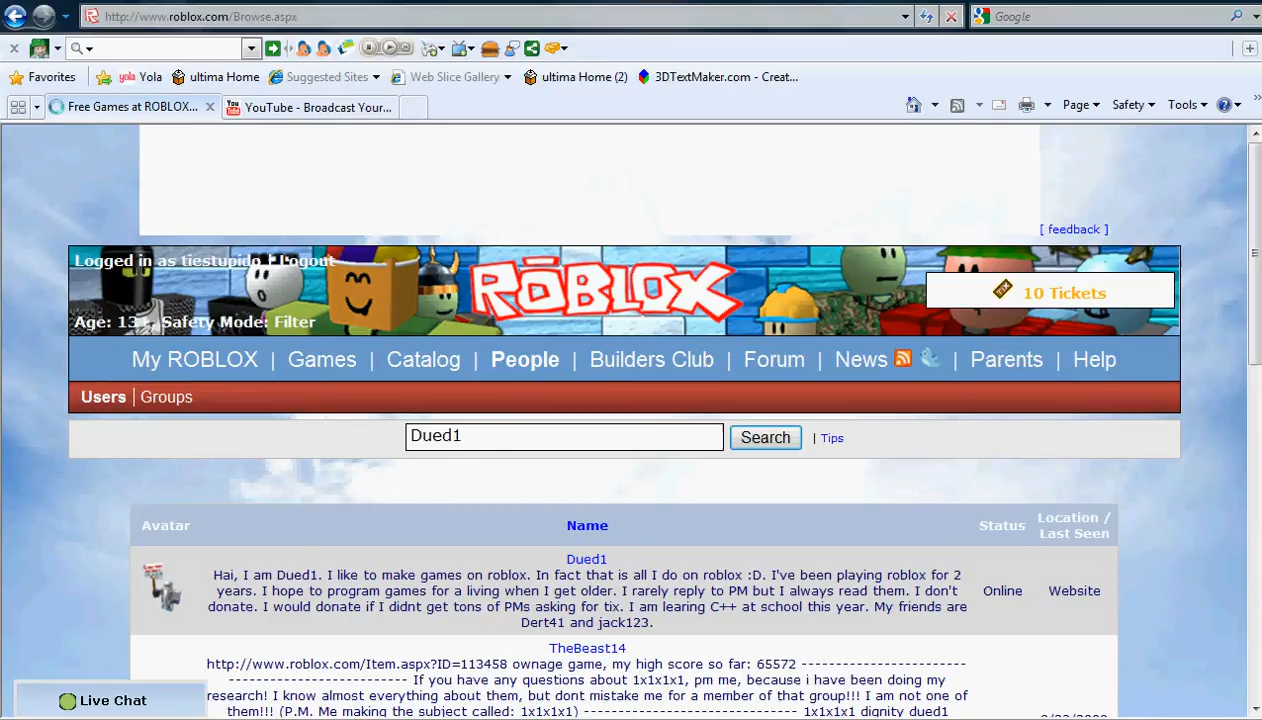 http://www.roblox.com/Browse.aspx Google
Favorites yola Yola ultima Home Suggested Sites Web Slice Gallery ultima Home (2) 3DTextMaker.com - Creat...
Free Games at ROBLOX... YouTube - Broadcast Your... Page Safety Tools
[ feedback ]
Logged in as tiestupido | Logout
ROBLOX
10 Tickets
Age: 13+, Safety Mode: Filter
My ROBLOX | Games | Catalog | People | Builders Club | Forum | News | Parents | Help
Users | Groups
Dued1 Search | Tips
Avatar Name Status Location / Last Seen
Dued1
Hai, I am Dued1. I like to make games on roblox. In fact that is all I do on roblox :D. I've been playing roblox for 2
years. I hope to program games for a living when I get older. I rarely reply to PM but I always read them. I don't
donate. I would donate if I didnt get tons of PMs asking for tix. I am learing C++ at school this year. My friends are
Dert41 and jack123.
Online Website
TheBeast14
http://www.roblox.com/Item.aspx?ID=113458 ownage game, my high score so far: 65572 -----------------------
------------------------- If you have any questions about 1x1x1x1, pm me, because i have been doing my
research! I know almost everything about them, but dont mistake me for a member of that group!!! I am not one of
them!!! (P.M. Me making the subject called: 1x1x1x1) ---------------------------- 1x1x1x1 dignity dued1
Live Chat